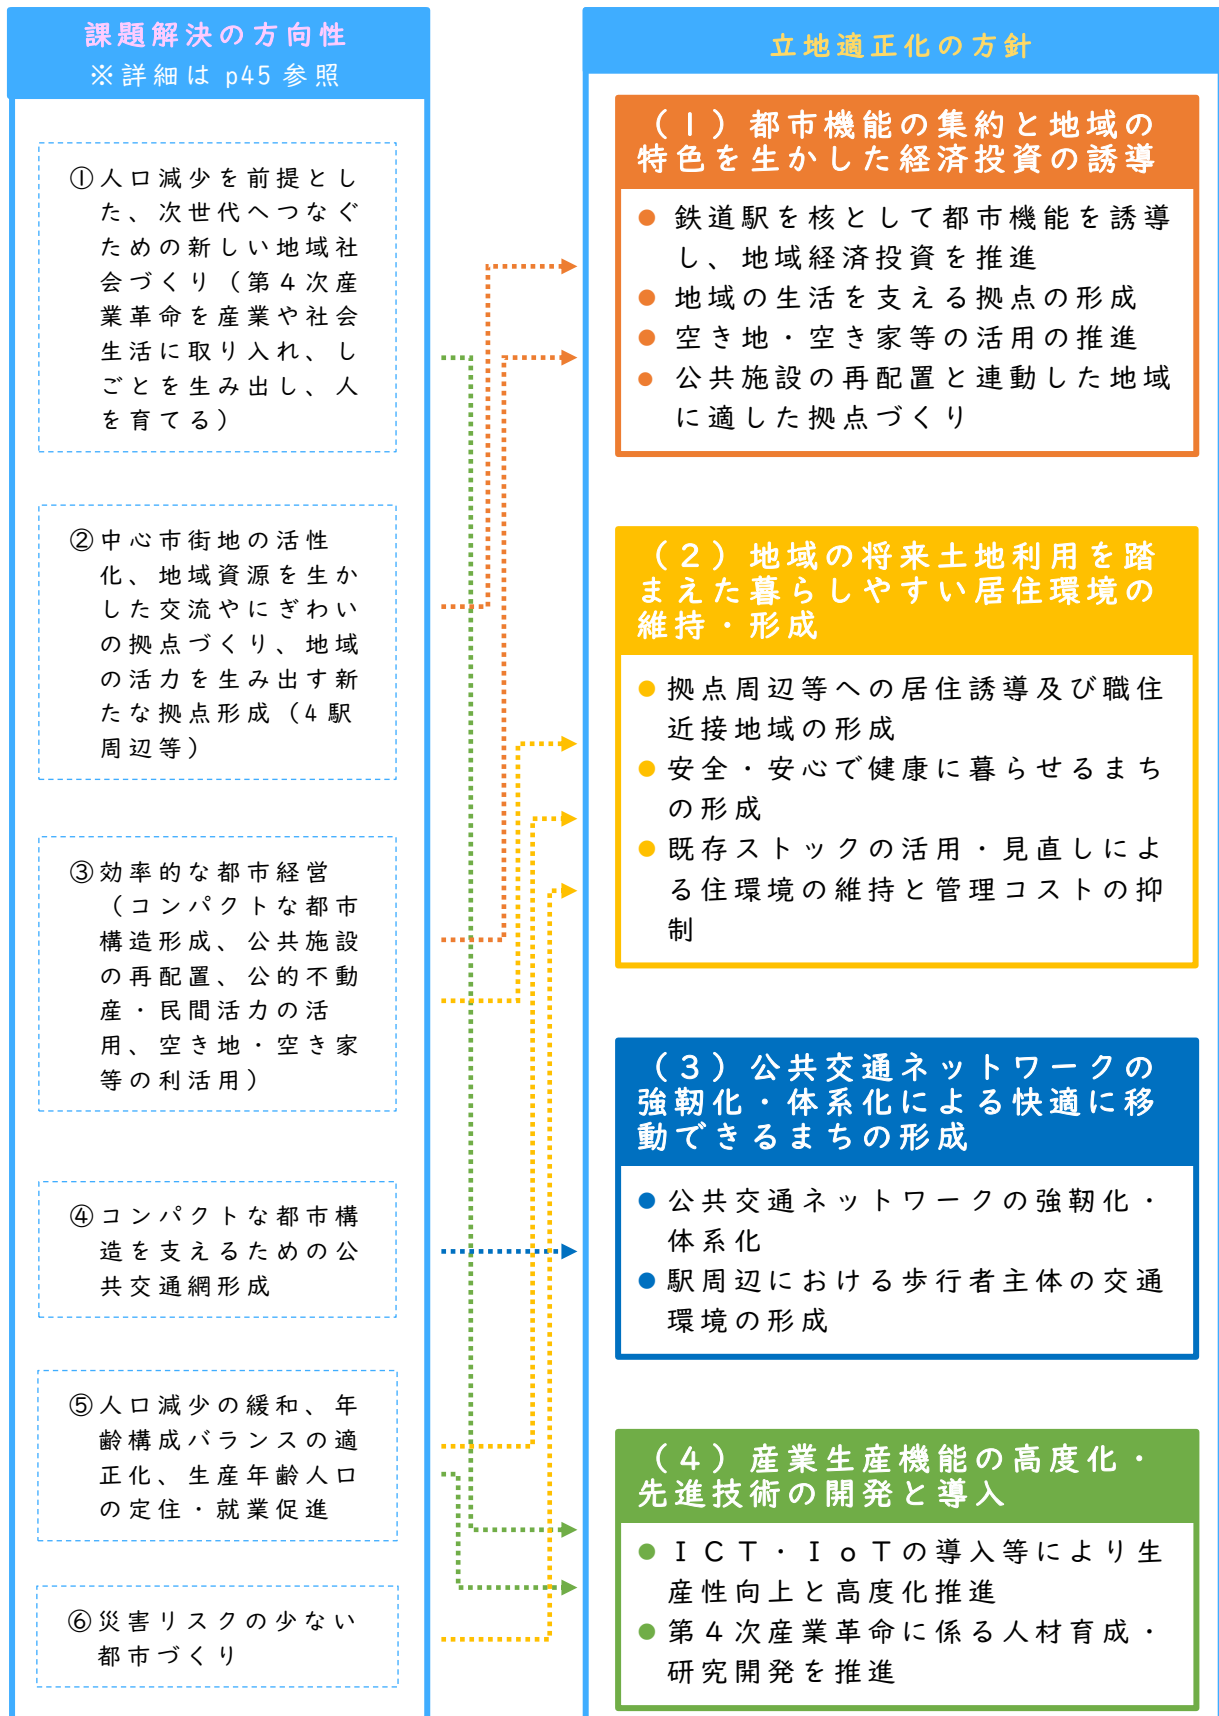 課題解決の方向性
※詳細は p45 参照
①人口減少を前提とし
た、次世代へつなぐ
ための新しい地域社
会づくり（第４次産
業革命を産業や社会
生活に取り入れ、し
ごとを生み出し、人
を育てる）
②中心市街地の活性
化、地域資源を生か
した交流やにぎわい
の拠点づくり、地域
の活力を生み出す新
たな拠点形成（4 駅
周辺等）
③効率的な都市経営
（コンパクトな都市
構造形成、公共施設
の再配置、公的不動
産・民間活力の活
用、空き地・空き家
等の利活用）
④コンパクトな都市構
造を支えるための公
共交通網形成
⑤人口減少の緩和、年
齢構成バランスの適
正化、生産年齢人口
の定住・就業促進
⑥災害リスクの少ない
都市づくり
立地適正化の方針
（１）都市機能の集約と地域の
特色を生かした経済投資の誘導
● 鉄道駅を核として都市機能を誘導
し、地域経済投資を推進
● 地域の生活を支える拠点の形成
● 空き地・空き家等の活用の推進
● 公共施設の再配置と連動した地域
に適した拠点づくり
（２）地域の将来土地利用を踏
まえた暮らしやすい居住環境の
維持・形成
● 拠点周辺等への居住誘導及び職住
近接地域の形成
● 安全・安心で健康に暮らせるまち
の形成
● 既存ストックの活用・見直しによ
る住環境の維持と管理コストの抑
制
（３）公共交通ネットワークの
強靭化・体系化による快適に移
動できるまちの形成
● 公共交通ネットワークの強靭化・
体系化
● 駅周辺における歩行者主体の交通
環境の形成
（４）産業生産機能の高度化・
先進技術の開発と導入
● ＩＣＴ・ＩｏＴの導入等により生
産性向上と高度化推進
● 第４次産業革命に係る人材育成・
研究開発を推進